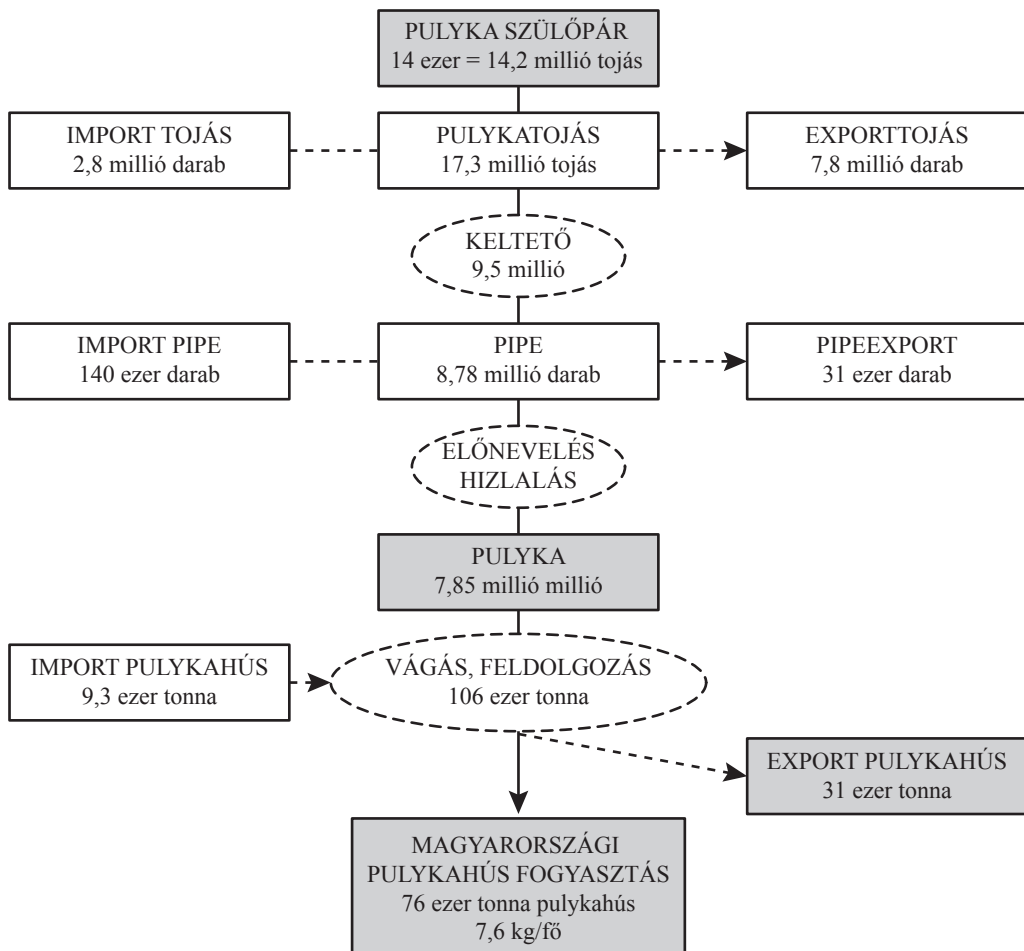 PULYKA SZÜLŐPÁR
14 ezer = 14,2 millió tojás
IMPORT TOJÁS
2,8 millió darab
PULYKATOJÁS
17,3 millió tojás
EXPORTTOJÁS
7,8 millió darab
KELTETŐ
9,5 millió
IMPORT PIPE
140 ezer darab
PIPE
8,78 millió darab
PIPEEXPORT
31 ezer darab
ELŐNEVELÉS
HIZLALÁS
PULYKA
7,85 millió millió
IMPORT PULYKAHÚS
9,3 ezer tonna
VÁGÁS, FELDOLGOZÁS
106 ezer tonna
EXPORT PULYKAHÚS
31 ezer tonna
MAGYARORSZÁGI
PULYKAHÚS FOGYASZTÁS
76 ezer tonna pulykahús
7,6 kg/fő